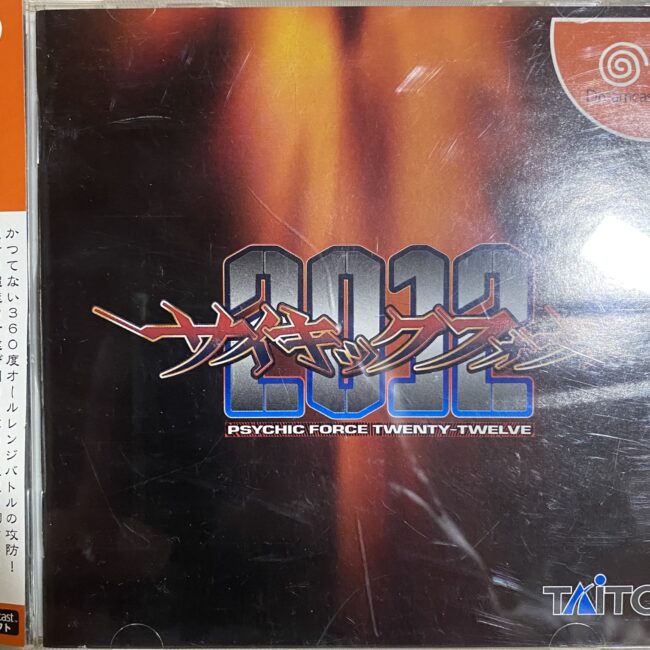 Dreamcast
2012
サイキックフォース
PSYCHIC FORCE TWENTY-TWELVE
TAITO
かつてない360度オールレンジバトルの攻防!